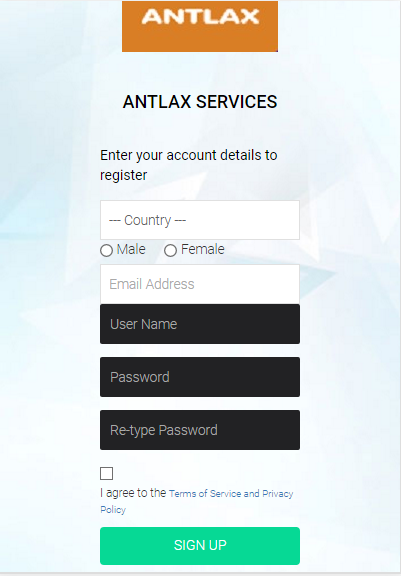 ANTLAX
ANTLAX SERVICES
Enter your account details to
register
--- Country ---
Male Female
Email Address
User Name
Password
Re-type Password
I agree to the Terms of Service and Privacy
Policy
SIGN UP